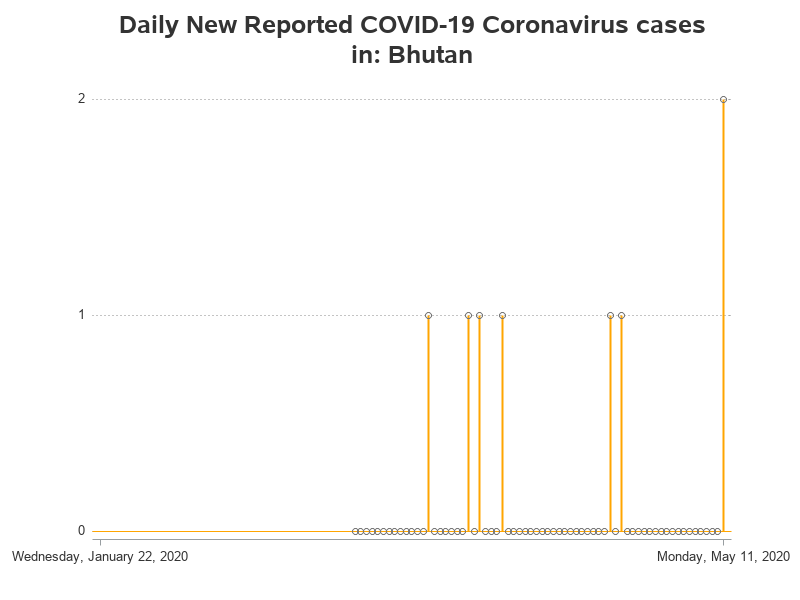 Daily New Reported COVID-19 Coronavirus cases
in: Bhutan
2
1
0
Wednesday, January 22, 2020
Monday, May 11, 2020